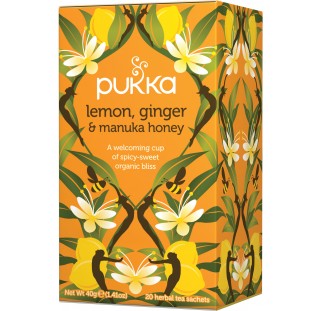 pukka
lemon, ginger
& manuka honey
A welcoming cup
of spicy-sweet
organic bliss
Net Wt 40g ℮ (1.41oz)
20 herbal tea sachets